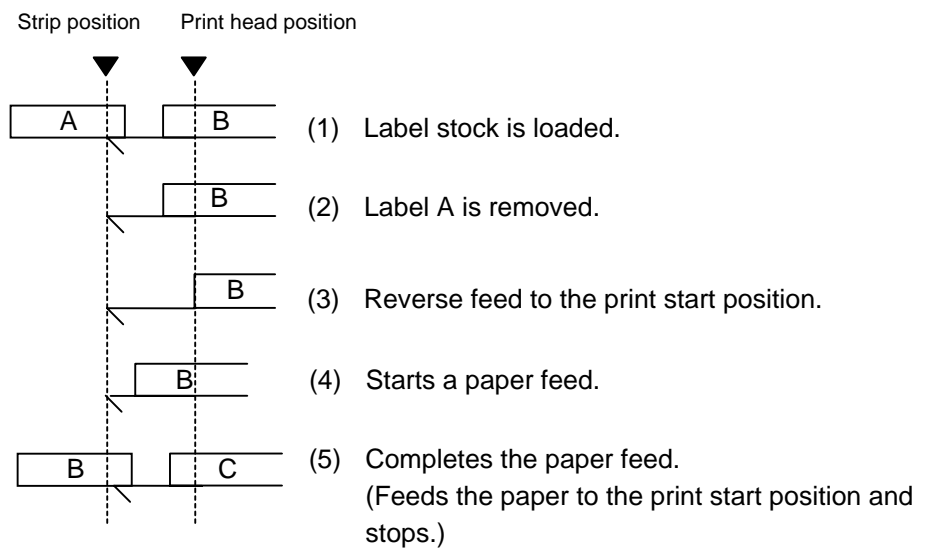 Strip position Print head position
A B (1) Label stock is loaded.
B (2) Label A is removed.
B (3) Reverse feed to the print start position.
B (4) Starts a paper feed.
B C (5) Completes the paper feed.
(Feeds the paper to the print start position and
stops.)